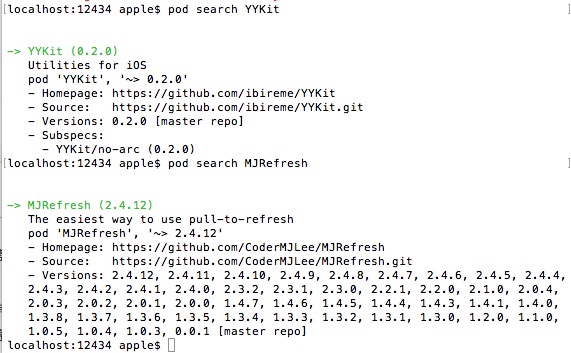 [localhost:12434 apple$ pod search YYKit ]
-> YYKit (0.2.0)
Utilities for iOS
pod 'YYKit', '~> 0.2.0'
- Homepage: https://github.com/ibireme/YYKit
- Source:   https://github.com/ibireme/YYKit.git
- Versions: 0.2.0 [master repo]
- Subspecs:
- YYKit/no-arc (0.2.0)
[localhost:12434 apple$ pod search MJRefresh ]
-> MJRefresh (2.4.12)
The easiest way to use pull-to-refresh
pod 'MJRefresh', '~> 2.4.12'
- Homepage: https://github.com/CoderMJLee/MJRefresh
- Source:   https://github.com/CoderMJLee/MJRefresh.git
- Versions: 2.4.12, 2.4.11, 2.4.10, 2.4.9, 2.4.8, 2.4.7, 2.4.6, 2.4.5, 2.4.4,
2.4.3, 2.4.2, 2.4.1, 2.4.0, 2.3.2, 2.3.1, 2.3.0, 2.2.1, 2.2.0, 2.1.0, 2.0.4,
2.0.3, 2.0.2, 2.0.1, 2.0.0, 1.4.7, 1.4.6, 1.4.5, 1.4.4, 1.4.3, 1.4.1, 1.4.0,
1.3.8, 1.3.7, 1.3.6, 1.3.5, 1.3.4, 1.3.3, 1.3.2, 1.3.1, 1.3.0, 1.2.0, 1.1.0,
1.0.5, 1.0.4, 1.0.3, 0.0.1 [master repo]
localhost:12434 apple$